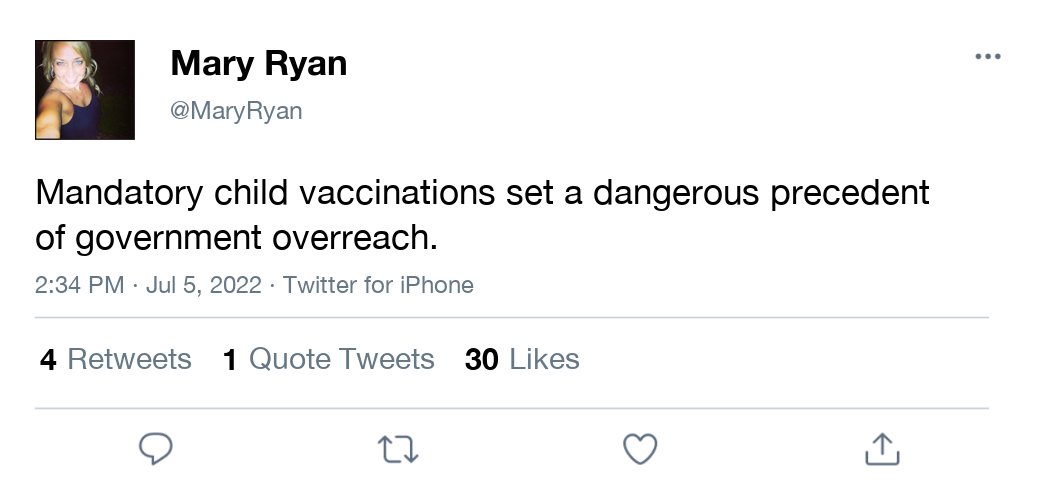 Mary Ryan
@MaryRyan
Mandatory child vaccinations set a dangerous precedent
of government overreach.
2:34 PM · Jul 5, 2022 · Twitter for iPhone
4 Retweets 1 Quote Tweets 30 Likes